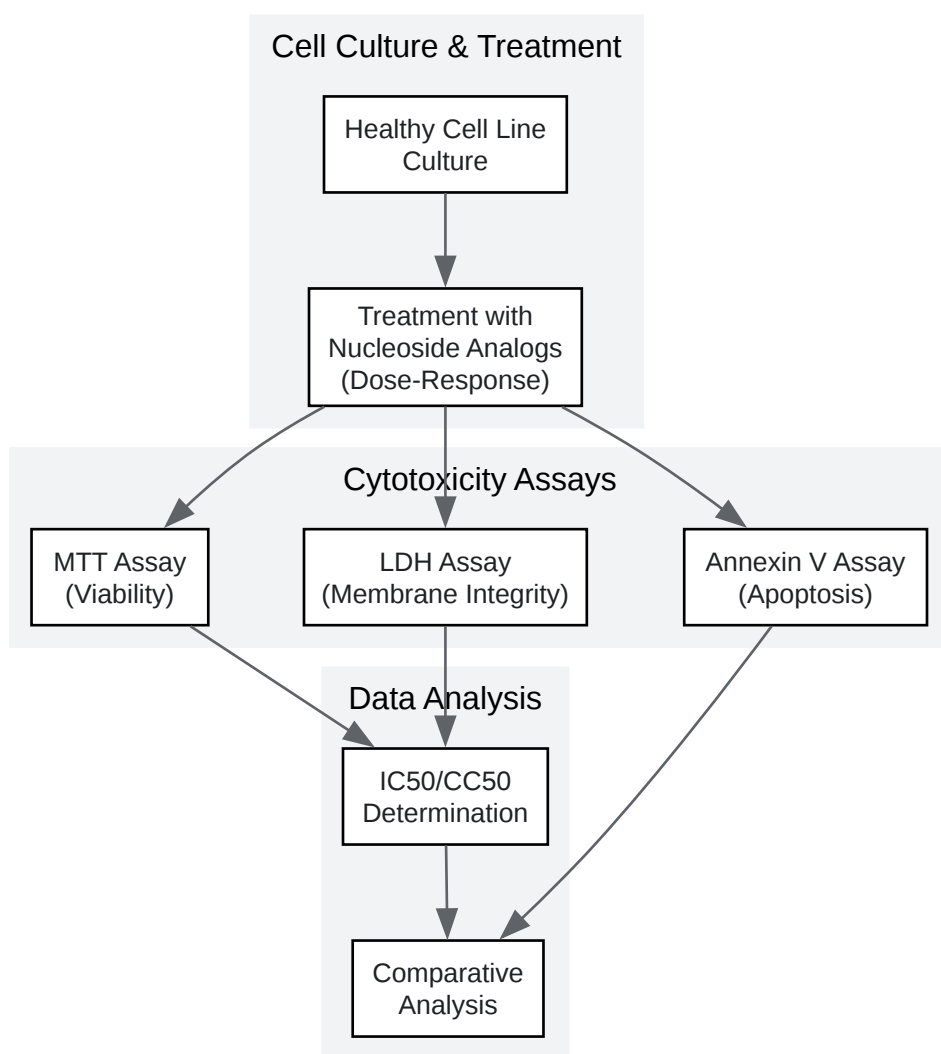 Cell Culture & Treatment
Healthy Cell Line
Culture
Treatment with
Nucleoside Analogs
(Dose-Response)
Cytotoxicity Assays
MTT Assay
(Viability)
LDH Assay
(Membrane Integrity)
Annexin V Assay
(Apoptosis)
Data Analysis
IC50/CC50
Determination
Comparative
Analysis